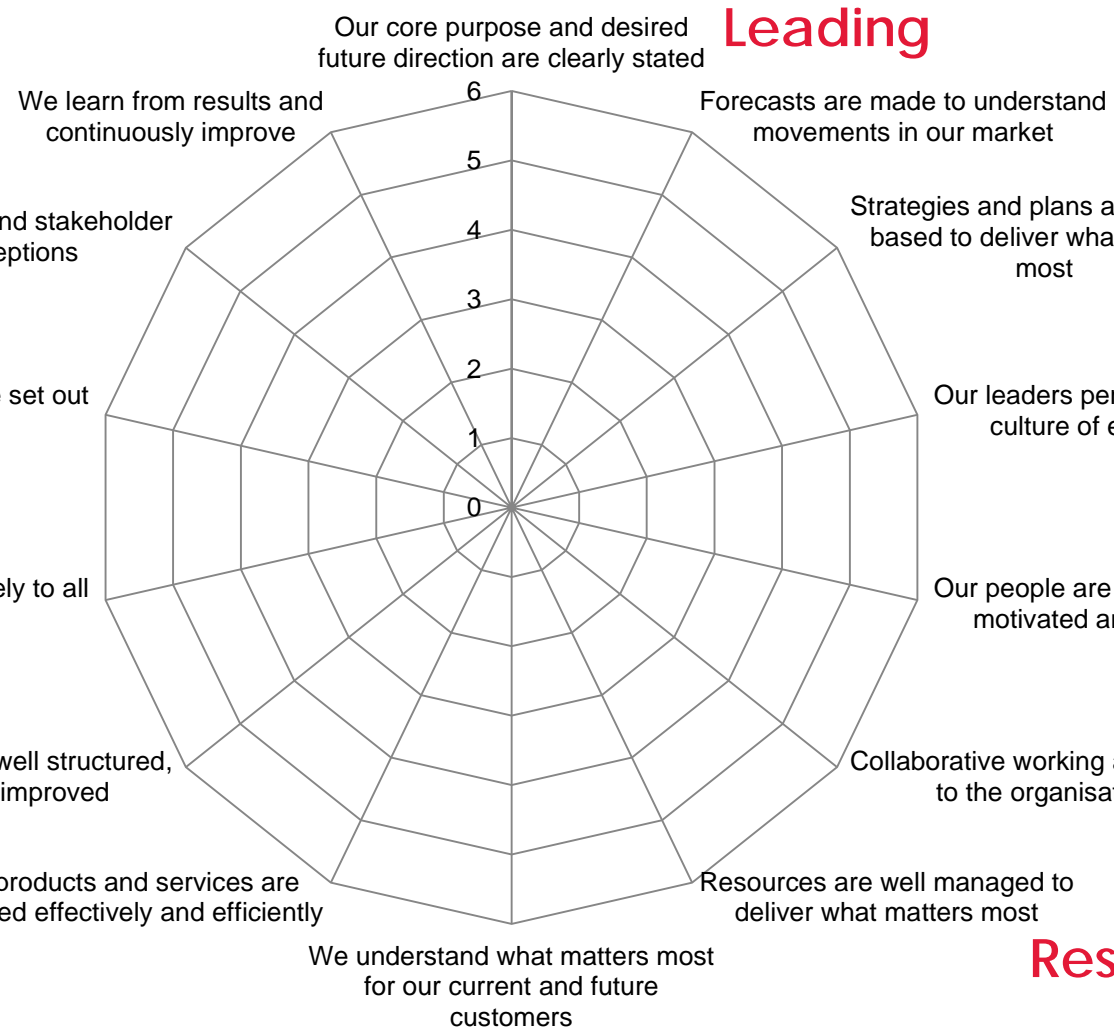 Our core purpose and desired
future direction are clearly stated
Leading
Forecasts are made to understand
movements in our market
Strategies and plans a
based to deliver wha
most
Our leaders per
culture of e
Our people are
motivated a
Collaborative working a
to the organisat
Resources are well managed to
deliver what matters most
Res
We understand what matters most
for our current and future
customers
products and services are
ed effectively and efficiently
well structured,
improved
ely to all
set out
nd stakeholder
eptions
We learn from results and
continuously improve
6
5
4
3
2
1
0